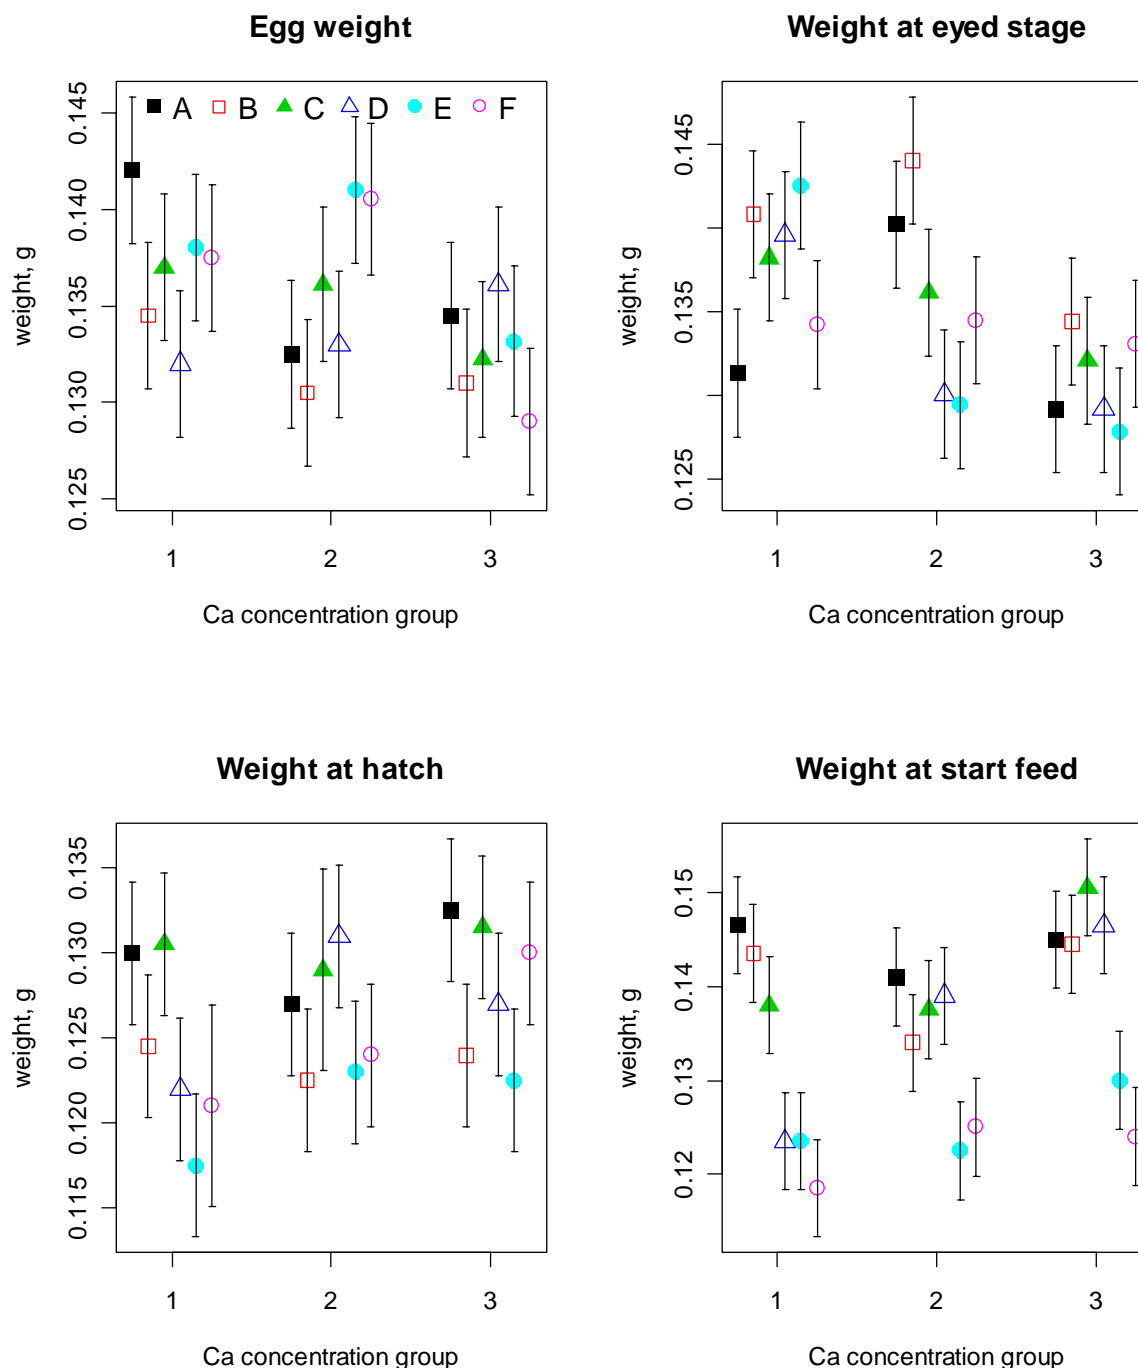 Egg weight
A B C D E F
0.145
0.140
0.135
0.130
0.125
weight, g
1 2 3
Ca concentration group
Weight at eyed stage
0.145
0.135
0.125
weight, g
1 2 3
Ca concentration group
Weight at hatch
0.135
0.130
0.125
0.120
0.115
weight, g
1 2 3
Ca concentration group
Weight at start feed
0.15
0.14
0.13
0.12
weight, g
1 2 3
Ca concentration group